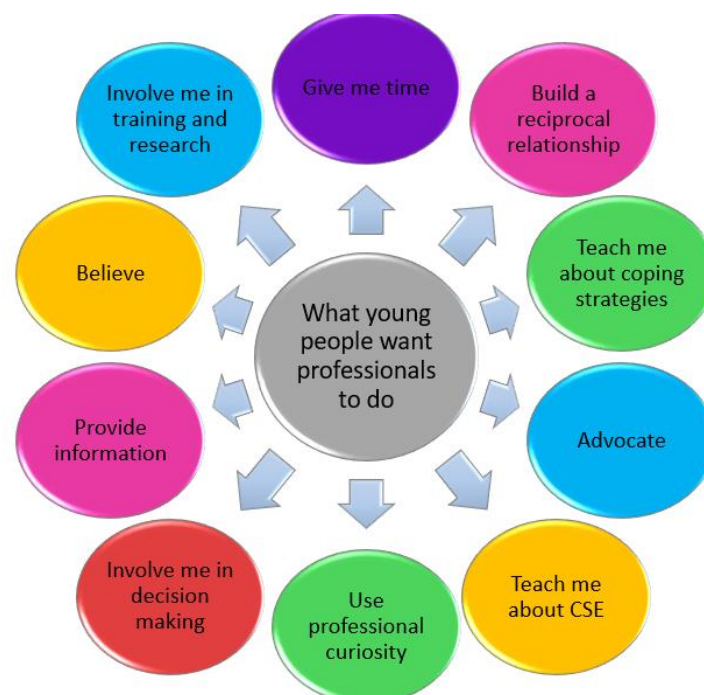 What young
people want
professionals
to do
Give me time
Build a
reciprocal
relationship
Teach me
about coping
strategies
Advocate
Teach me
about CSE
Use
professional
curiosity
Involve me in
decision
making
Provide
information
Believe
Involve me in
training and
research